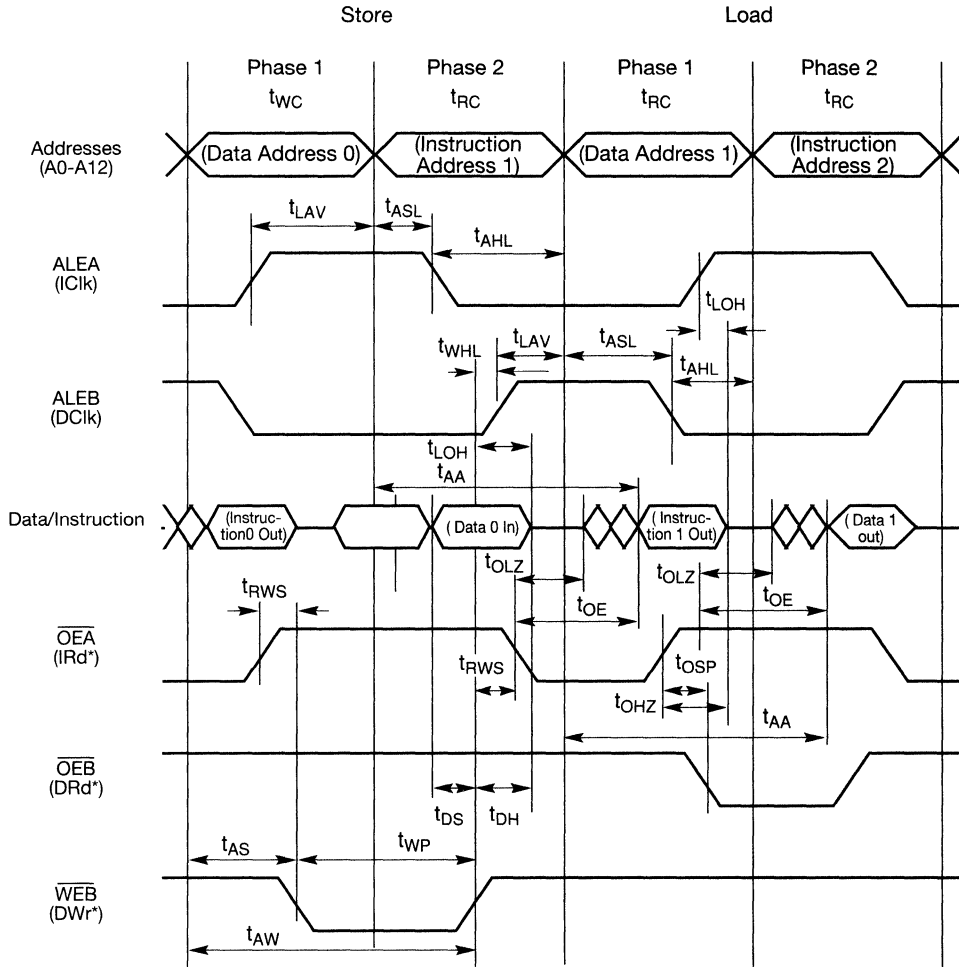 Store Load
Phase 1 Phase 2 Phase 1 Phase 2
tWC tRC tRC tRC
Addresses
(A0-A12)
(Data Address 0) (Instruction
Address 1) (Data Address 1) (Instruction
Address 2)
tLAV tASL
tAHL
ALEA
(IClk)
tLOH
tWHL tLAV tASL
tAHL
ALEB
(DClk)
tLOH
tAA
Data/Instruction
(Instruc-
tion0 Out)
( Data 0 In)
( Instruc-
tion 1 Out)
( Data 1
out)
tOLZ tOLZ
tRWS tOE tOE
OEA
(IRd*)
tRWS tOSP
tOHZ
tAA
OEB
(DRd*)
tDS tDH
tAS tWP
WEB
(DWr*)
tAW